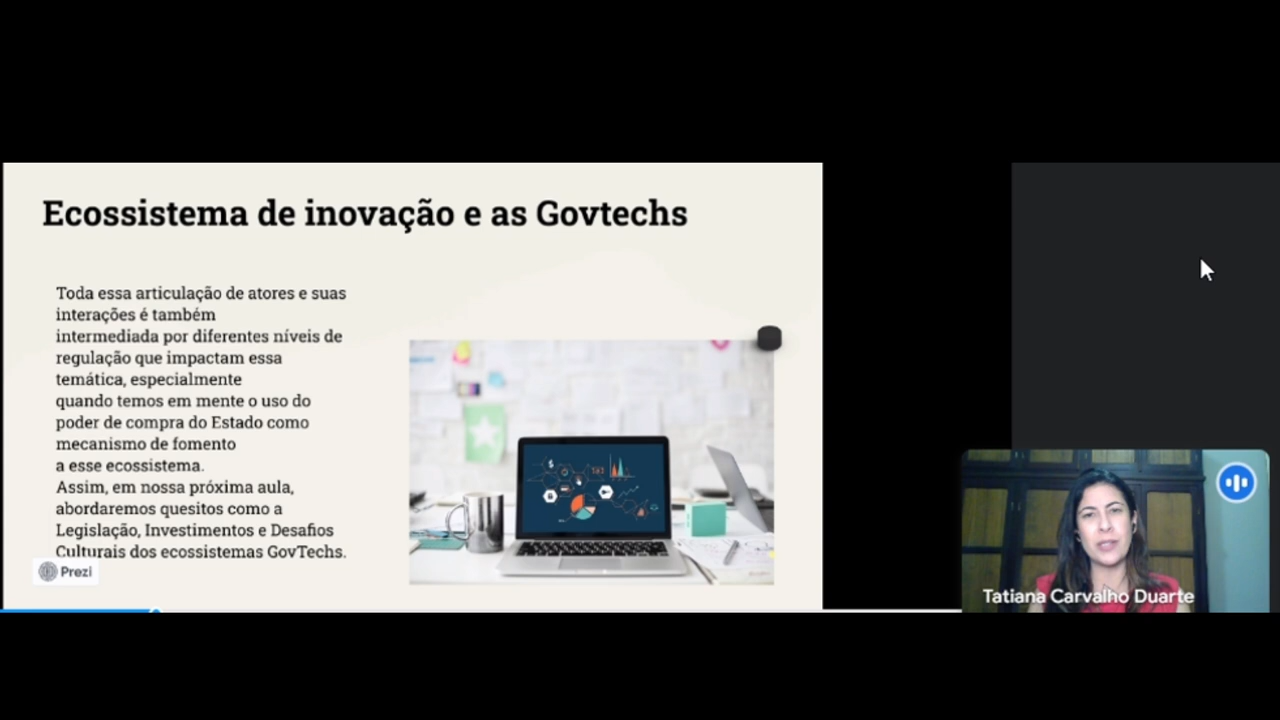 Ecossistema de inovação e as Govtechs
Toda essa articulação de atores e suas
interações é também
intermediada por diferentes níveis de
regulação que impactam essa
temática, especialmente
quando temos em mente o uso do
poder de compra do Estado como
mecanismo de fomento
a esse ecossistema.
Assim, em nossa próxima aula,
abordaremos quesitos como a
Legislação, Investimentos e Desafios
Culturais dos ecossistemas GovTechs.
Prezi
Tatiana Carvalho Duarte